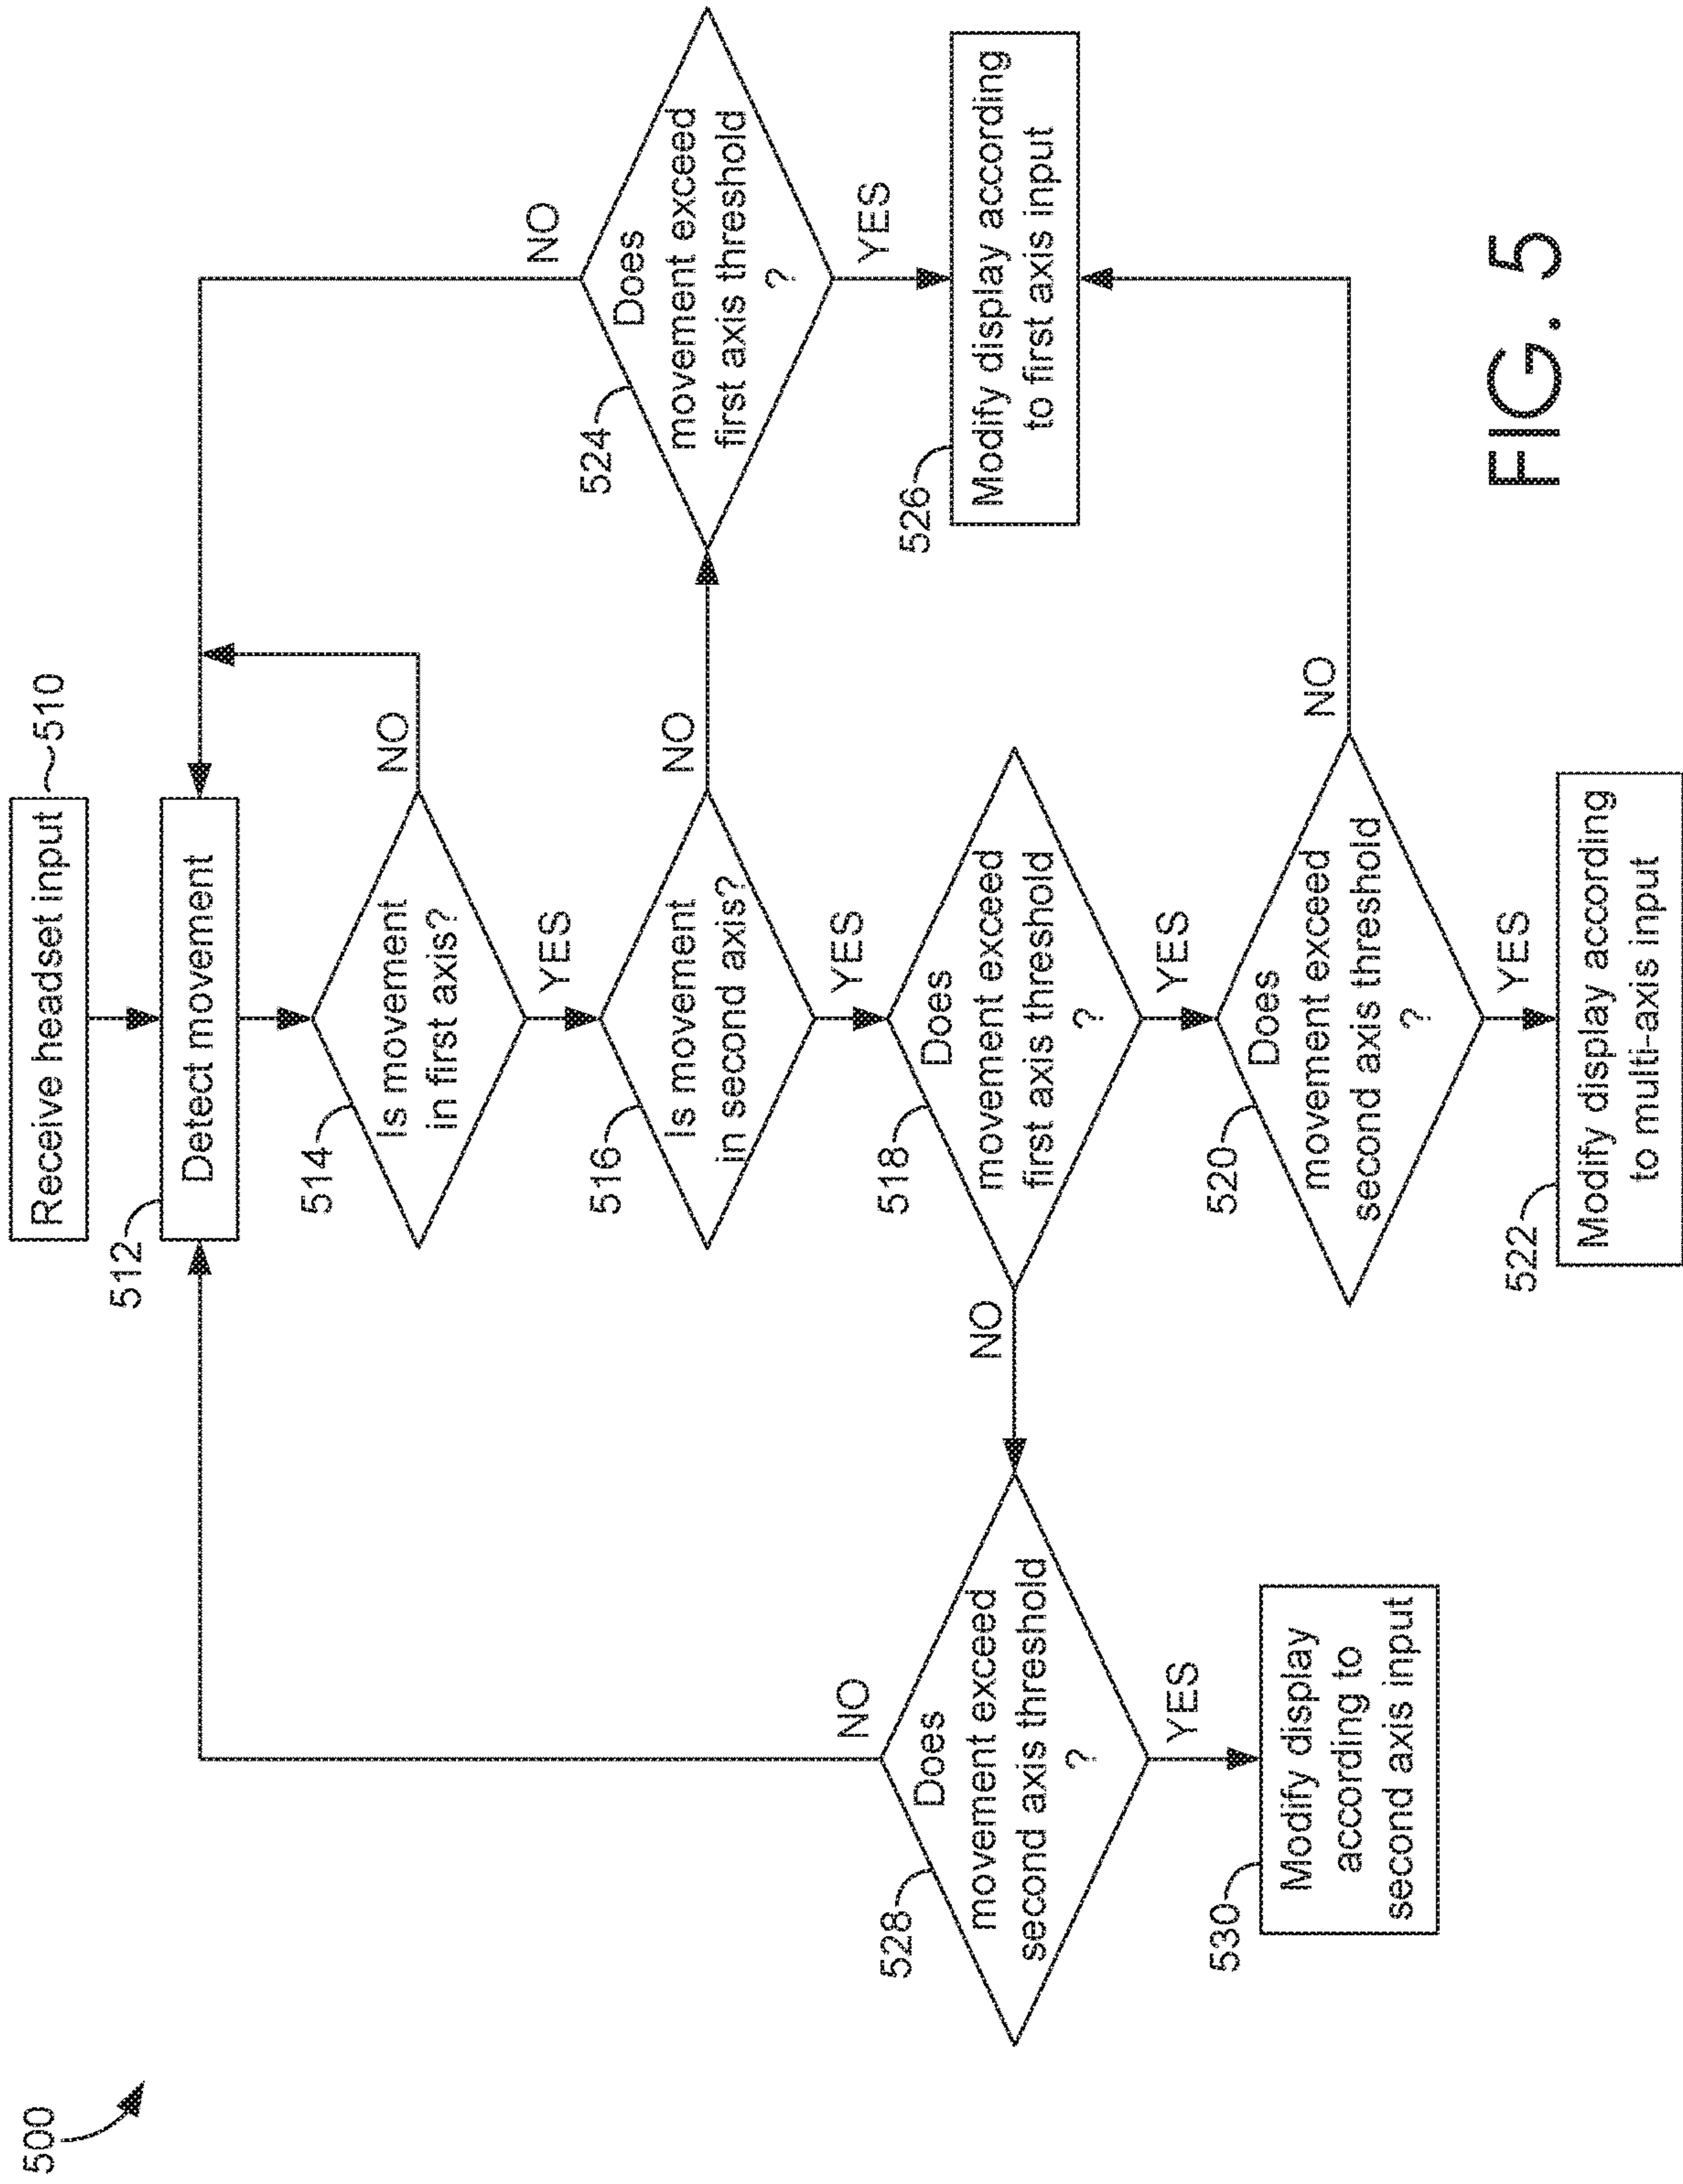 500
Receive headset input
510
512
Detect movement
514
Is movement
in first axis?
NO
YES
516
Is movement
in second axis?
NO
YES
524
Does
movement exceed
first axis threshold
?
NO
YES
526
Modify display according
to first axis input
518
Does
movement exceed
first axis threshold
?
NO
YES
528
Does
movement exceed
second axis threshold
?
NO
YES
530
Modify display
according to
second axis input
520
Does
movement exceed
second axis threshold
?
NO
YES
522
Modify display according
to multi-axis input
FIG. 5